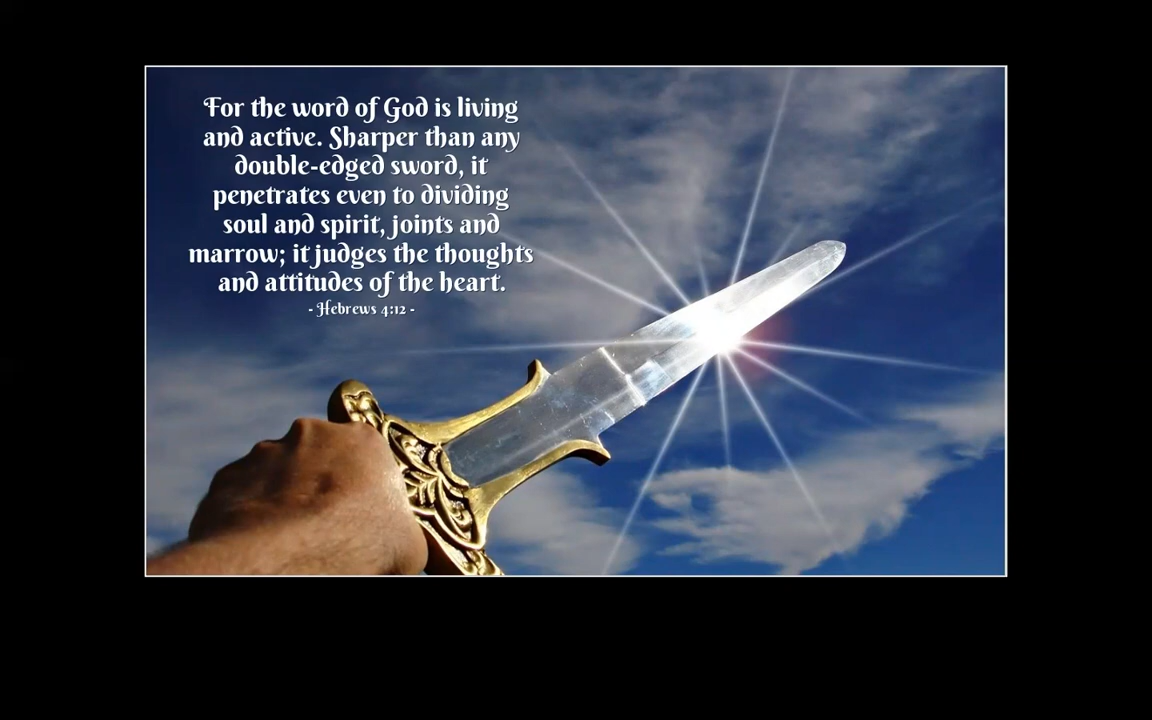 For the word of God is living
and active. Sharper than any
double-edged sword, it
penetrates even to dividing
soul and spirit, joints and
marrow; it judges the thoughts
and attitudes of the heart.
- Hebrews 4:12 -